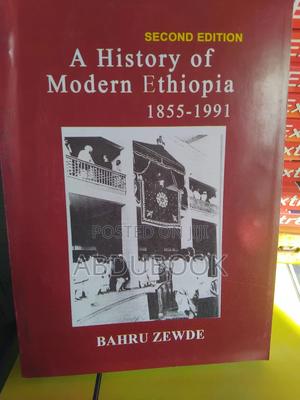 SECOND EDITION
A History of
Modern Ethiopia
1855-1991
POSTED ON JIJI
ABDUBOOK
BAHRU ZEWDE